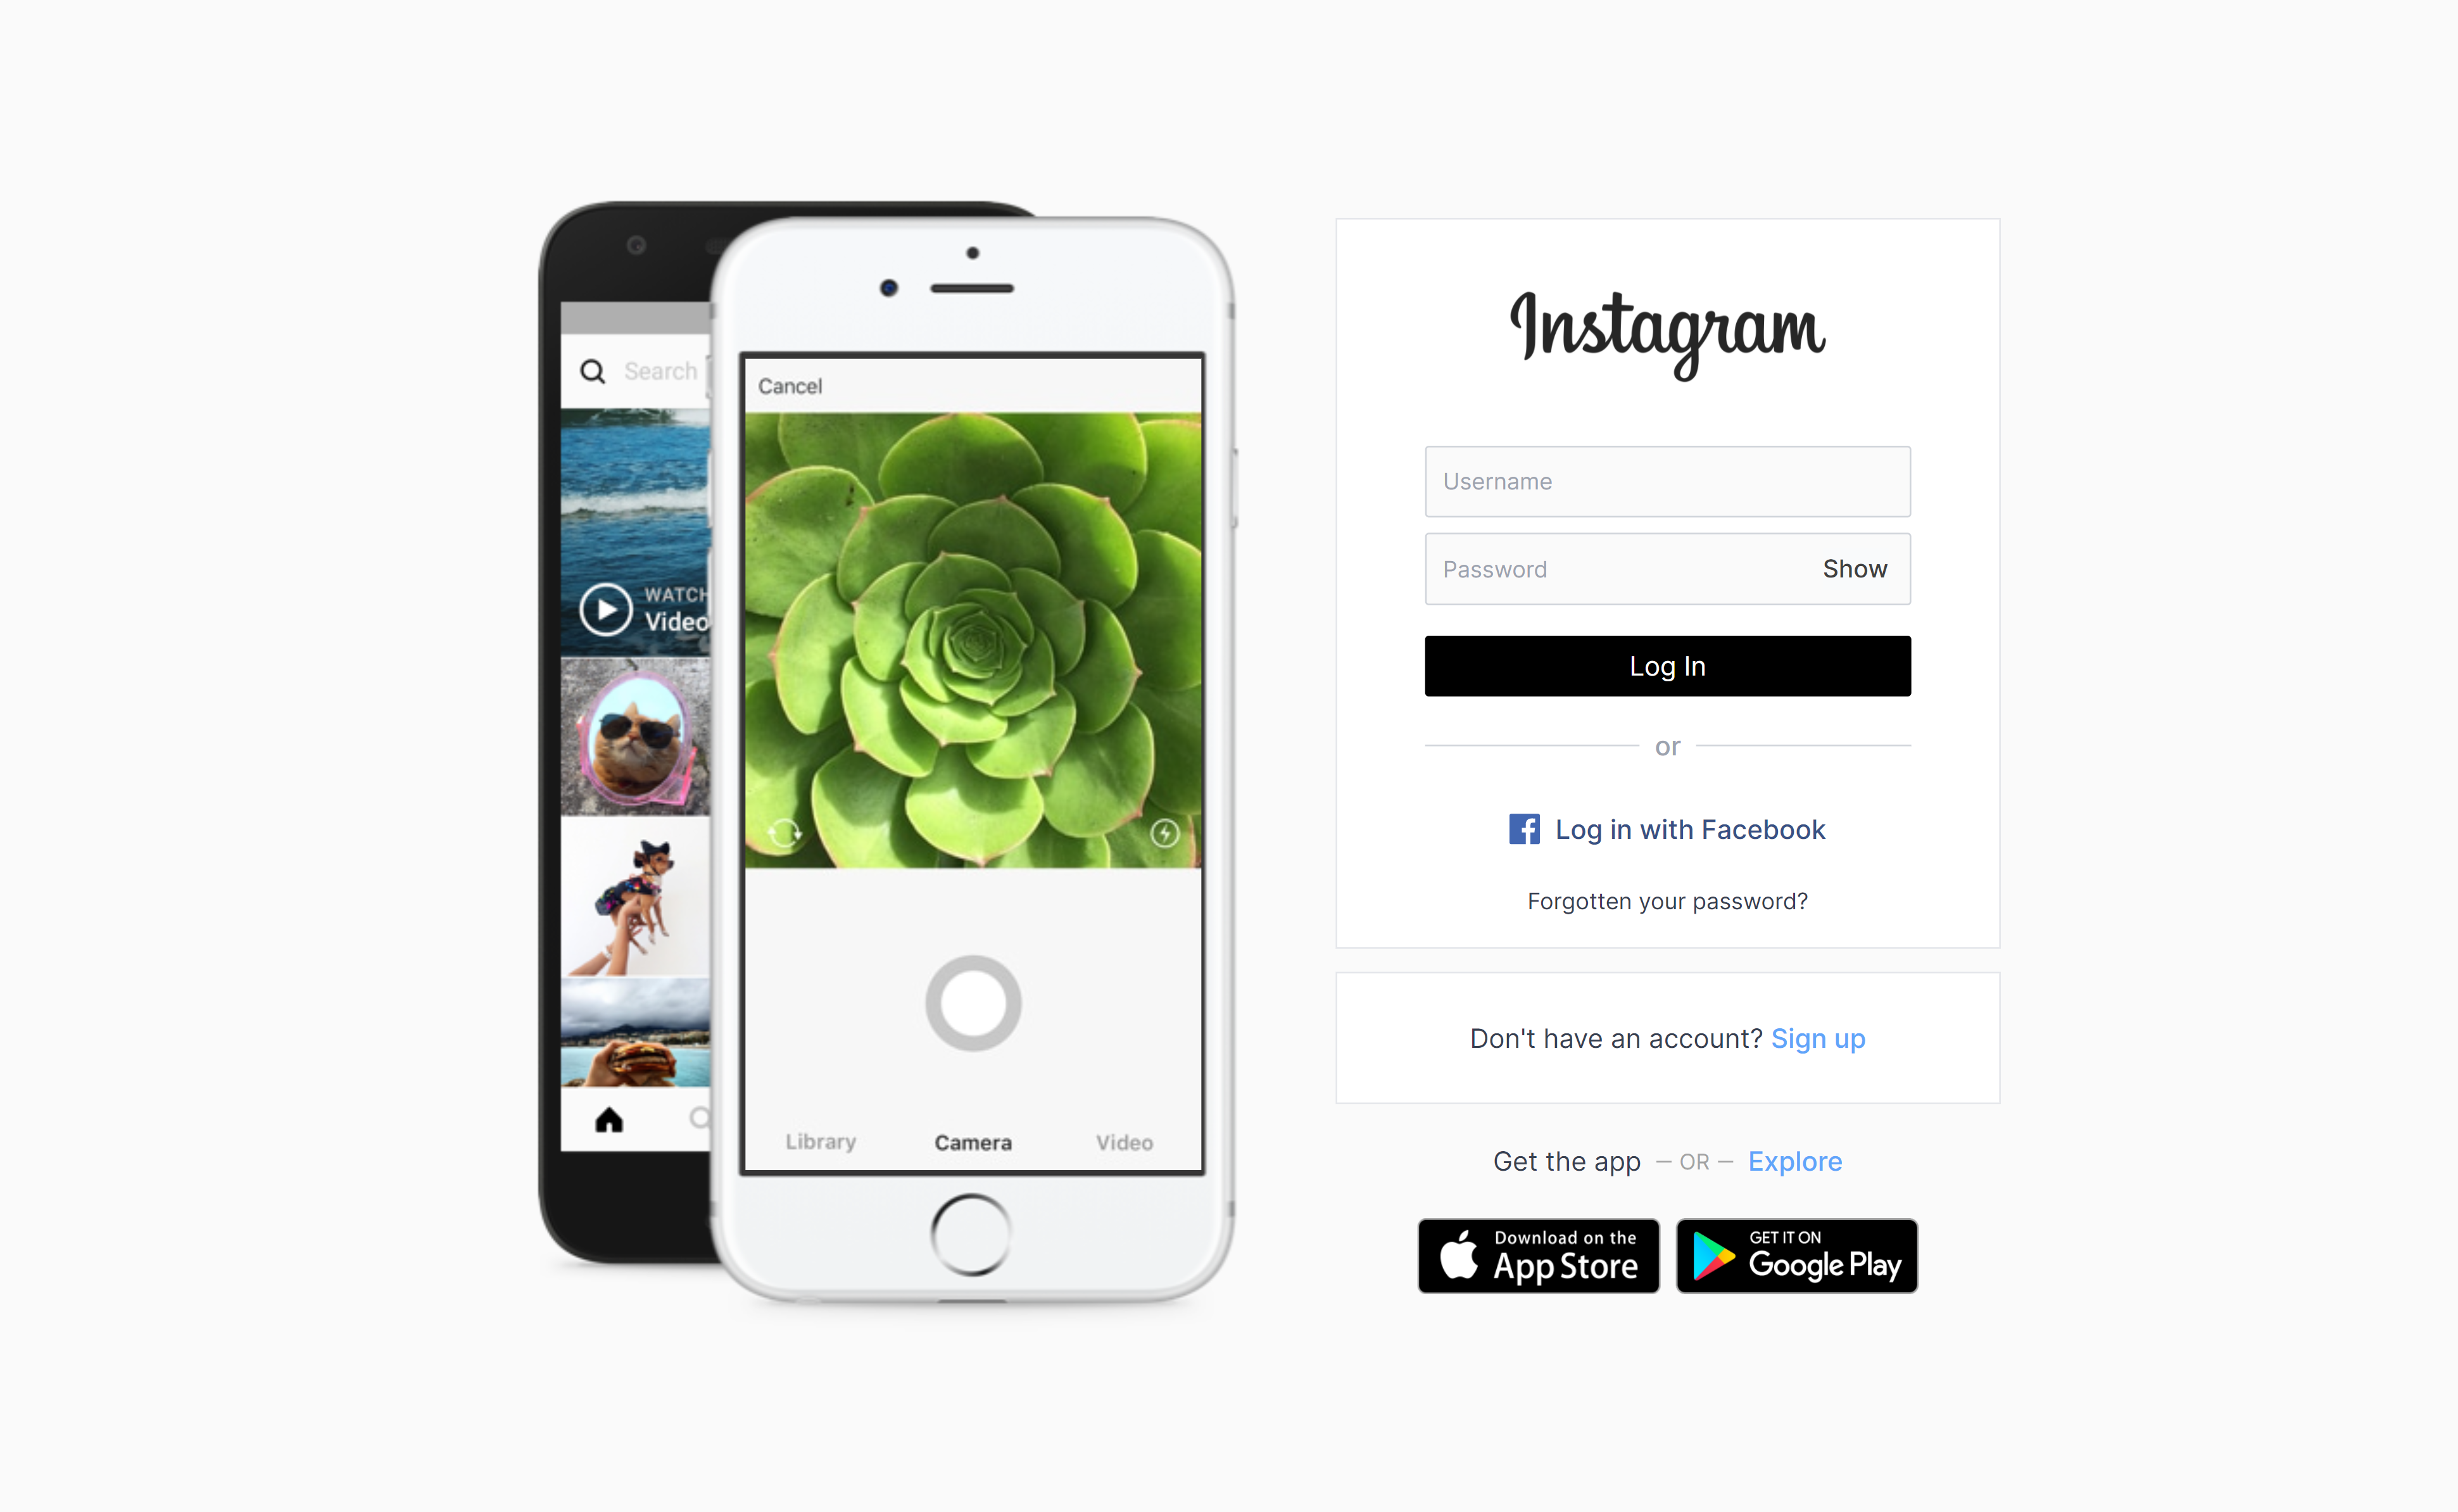 Search
WATCH
Video
Cancel
Library Camera Video
Instagram
Username
Password Show
Log In
or
Log in with Facebook
Forgotten your password?
Don't have an account? Sign up
Get the app — OR — Explore
Download on the
App Store
GET IT ON
Google Play